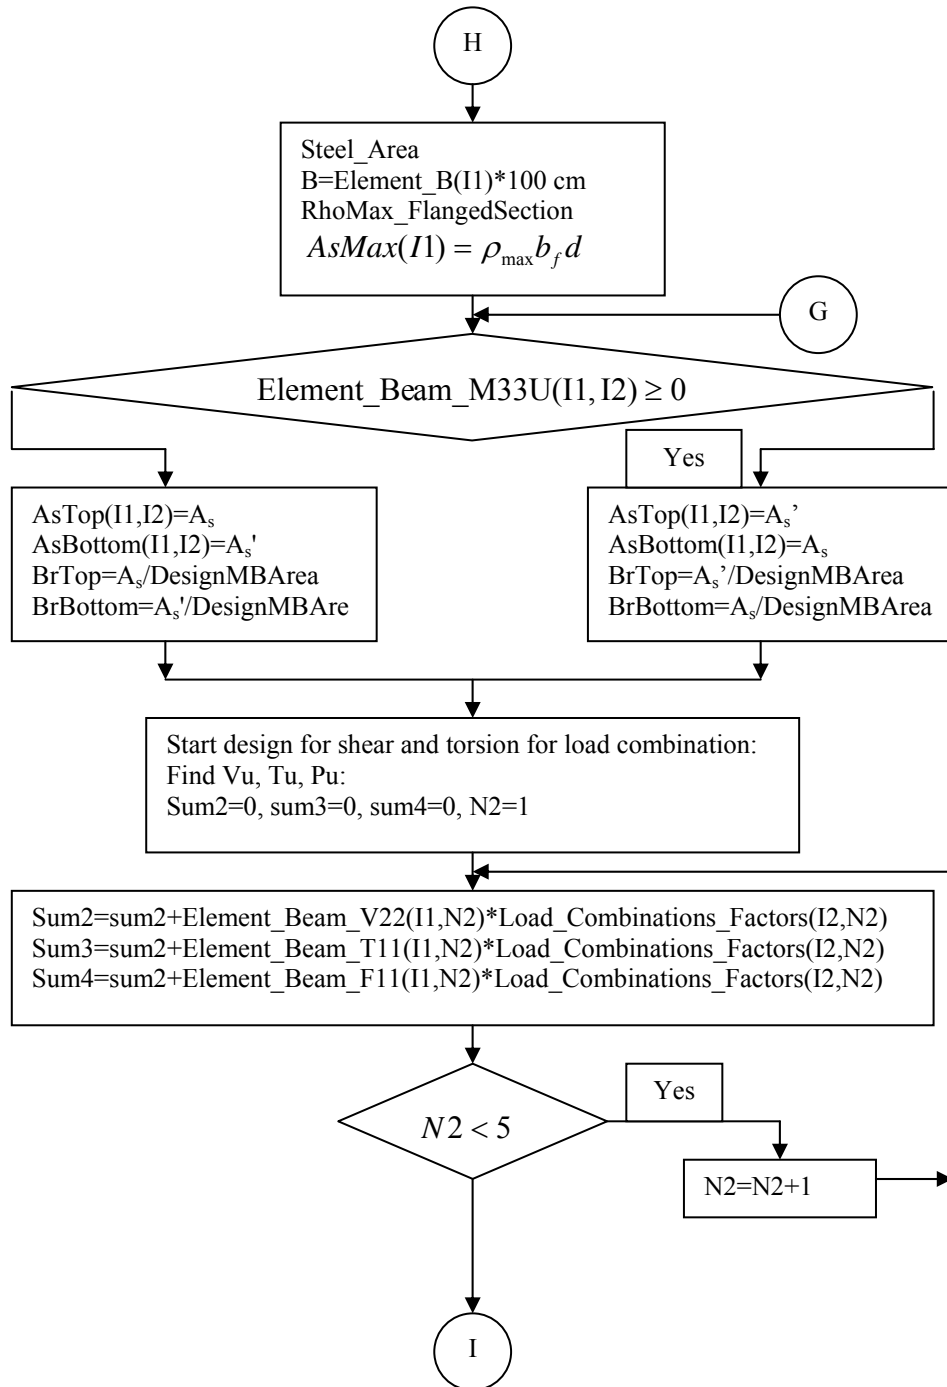 H
Steel_Area
B=Element_B(I1)*100 cm
RhoMax_FlangedSection
AsMax(I1) = ρmax bf d
G
Element_Beam_M33U(I1, I2) ≥ 0
Yes
AsTop(I1,I2)=As
AsBottom(I1,I2)=As'
BrTop=As/DesignMBArea
BrBottom=As'/DesignMBAre
AsTop(I1,I2)=As’
AsBottom(I1,I2)=As
BrTop=As’/DesignMBArea
BrBottom=As/DesignMBArea
Start design for shear and torsion for load combination:
Find Vu, Tu, Pu:
Sum2=0, sum3=0, sum4=0, N2=1
Sum2=sum2+Element_Beam_V22(I1,N2)*Load_Combinations_Factors(I2,N2)
Sum3=sum2+Element_Beam_T11(I1,N2)*Load_Combinations_Factors(I2,N2)
Sum4=sum2+Element_Beam_F11(I1,N2)*Load_Combinations_Factors(I2,N2)
Yes
N2 < 5
N2=N2+1
I